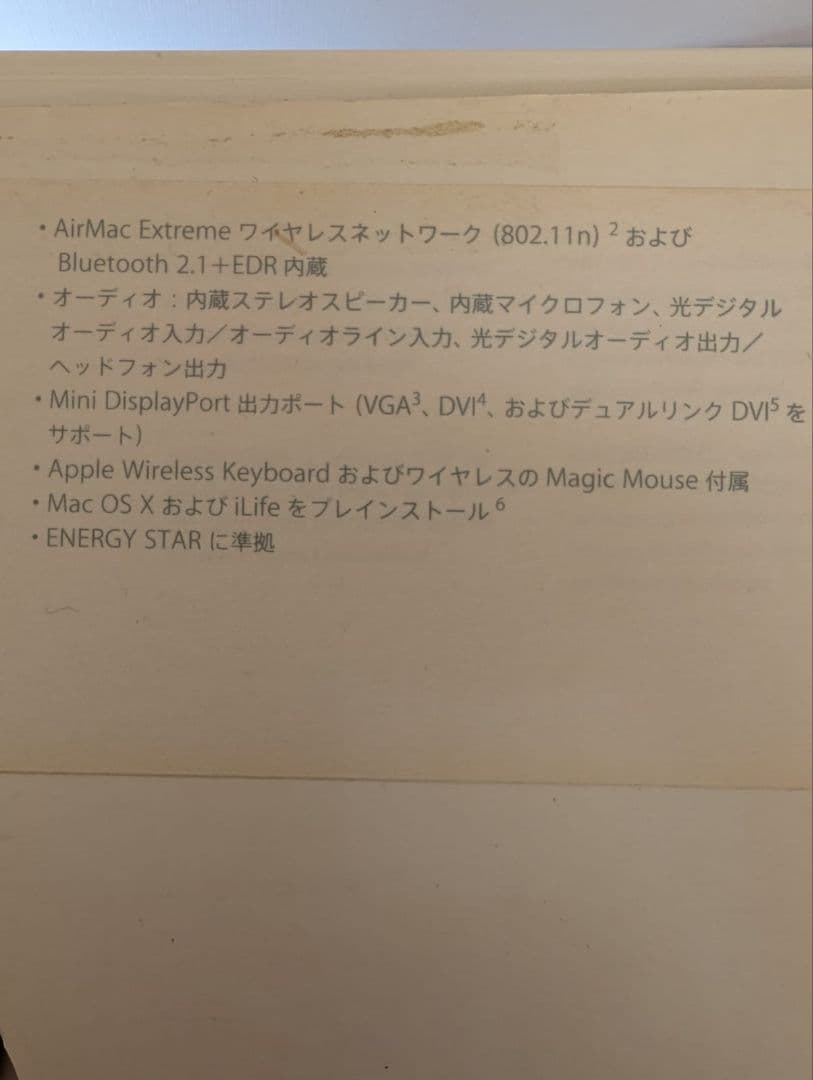 ・AirMac Extreme ワイヤレスネットワーク (802.11n) ² および
Bluetooth 2.1＋EDR 内蔵
・オーディオ：内蔵ステレオスピーカー、内蔵マイクロフォン、光デジタル
オーディオ入力／オーディオライン入力、光デジタルオーディオ出力／
ヘッドフォン出力
・Mini DisplayPort 出力ポート (VGA³、DVI⁴、およびデュアルリンク DVI⁵ を
サポート)
・Apple Wireless Keyboard およびワイヤレスの Magic Mouse 付属
・Mac OS X および iLife をプレインストール ⁶
・ENERGY STAR に準拠